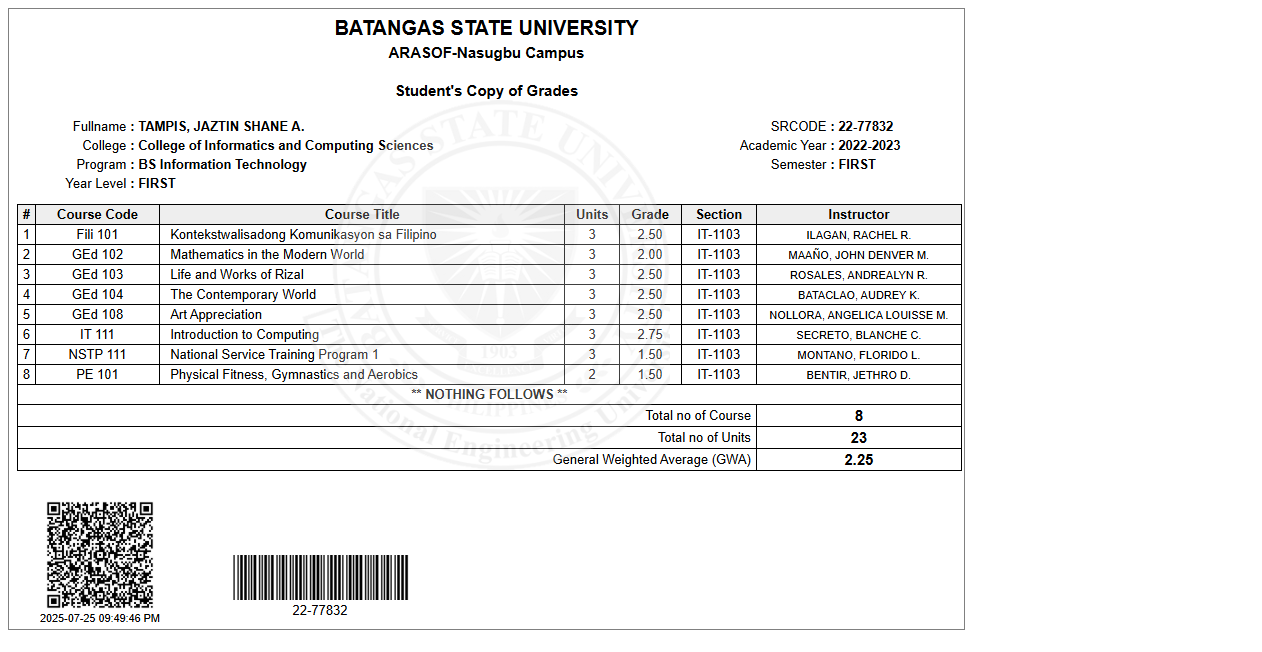 BATANGAS STATE UNIVERSITY
ARASOF-Nasugbu Campus
Student's Copy of Grades
Fullname : TAMPIS, JAZTIN SHANE A. SRCODE : 22-77832
College : College of Informatics and Computing Sciences Academic Year : 2022-2023
Program : BS Information Technology Semester : FIRST
Year Level : FIRST
# Course Code Course Title Units Grade Section Instructor
1 Fili 101 Kontekstwalisadong Komunikasyon sa Filipino 3 2.50 IT-1103 ILAGAN, RACHEL R.
2 GEd 102 Mathematics in the Modern World 3 2.00 IT-1103 MAAÑO, JOHN DENVER M.
3 GEd 103 Life and Works of Rizal 3 2.50 IT-1103 ROSALES, ANDREALYN R.
4 GEd 104 The Contemporary World 3 2.50 IT-1103 BATACLAO, AUDREY K.
5 GEd 108 Art Appreciation 3 2.50 IT-1103 NOLLORA, ANGELICA LOUISSE M.
6 IT 111 Introduction to Computing 3 2.75 IT-1103 SECRETO, BLANCHE C.
7 NSTP 111 National Service Training Program 1 3 1.50 IT-1103 MONTANO, FLORIDO L.
8 PE 101 Physical Fitness, Gymnastics and Aerobics 2 1.50 IT-1103 BENTIR, JETHRO D.
** NOTHING FOLLOWS **
Total no of Course 8
Total no of Units 23
General Weighted Average (GWA) 2.25
2025-07-25 09:49:46 PM
22-77832